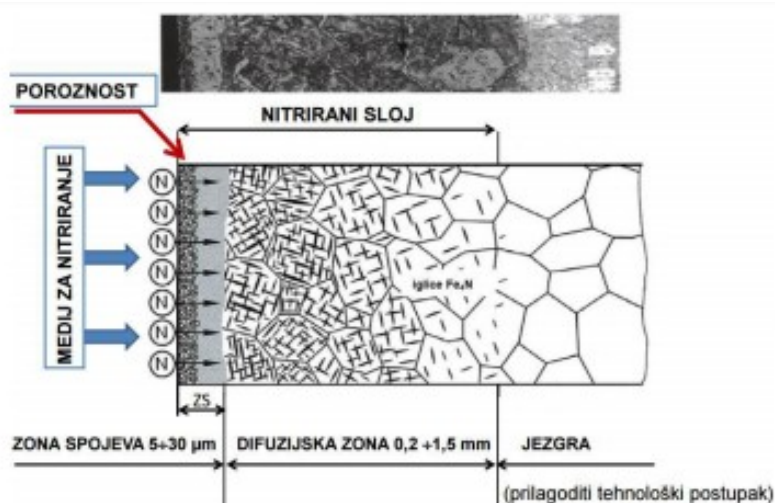 POROZNOST
NITRIRANI SLOJ
MEDIJ ZA NITRIRANJE
N
N
N
N
N
N
N
iglice Fe₄N
ZS
ZONA SPOJEVA 5÷30 µm
DIFUZIJSKA ZONA 0,2 ÷1,5 mm
JEZGRA
(prilagoditi tehnološki postupak)